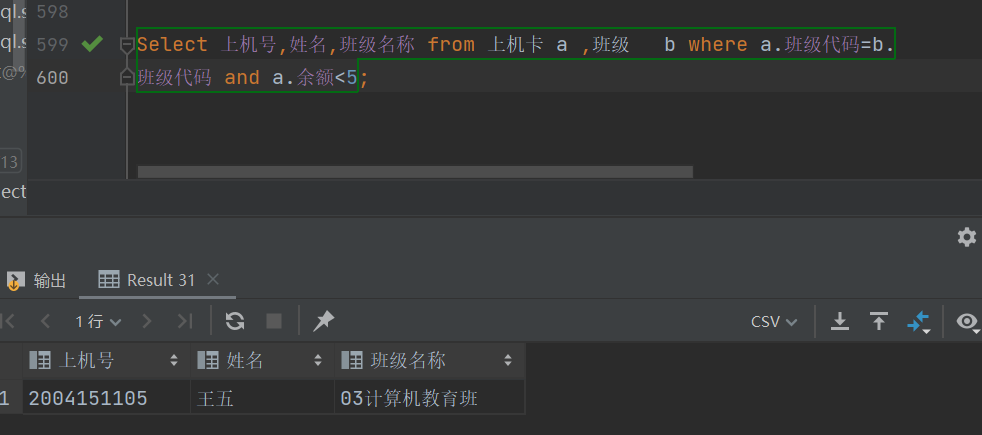 ql.s
598
ql.s
599 Select 上机号,姓名,班级名称 from 上机卡 a ,班级 b where a.班级代码=b.
600 班级代码 and a.余额<5;
13
ect
输出 Result 31
1 行 CSV
上机号 姓名 班级名称
1 2004151105 王五 03计算机教育班